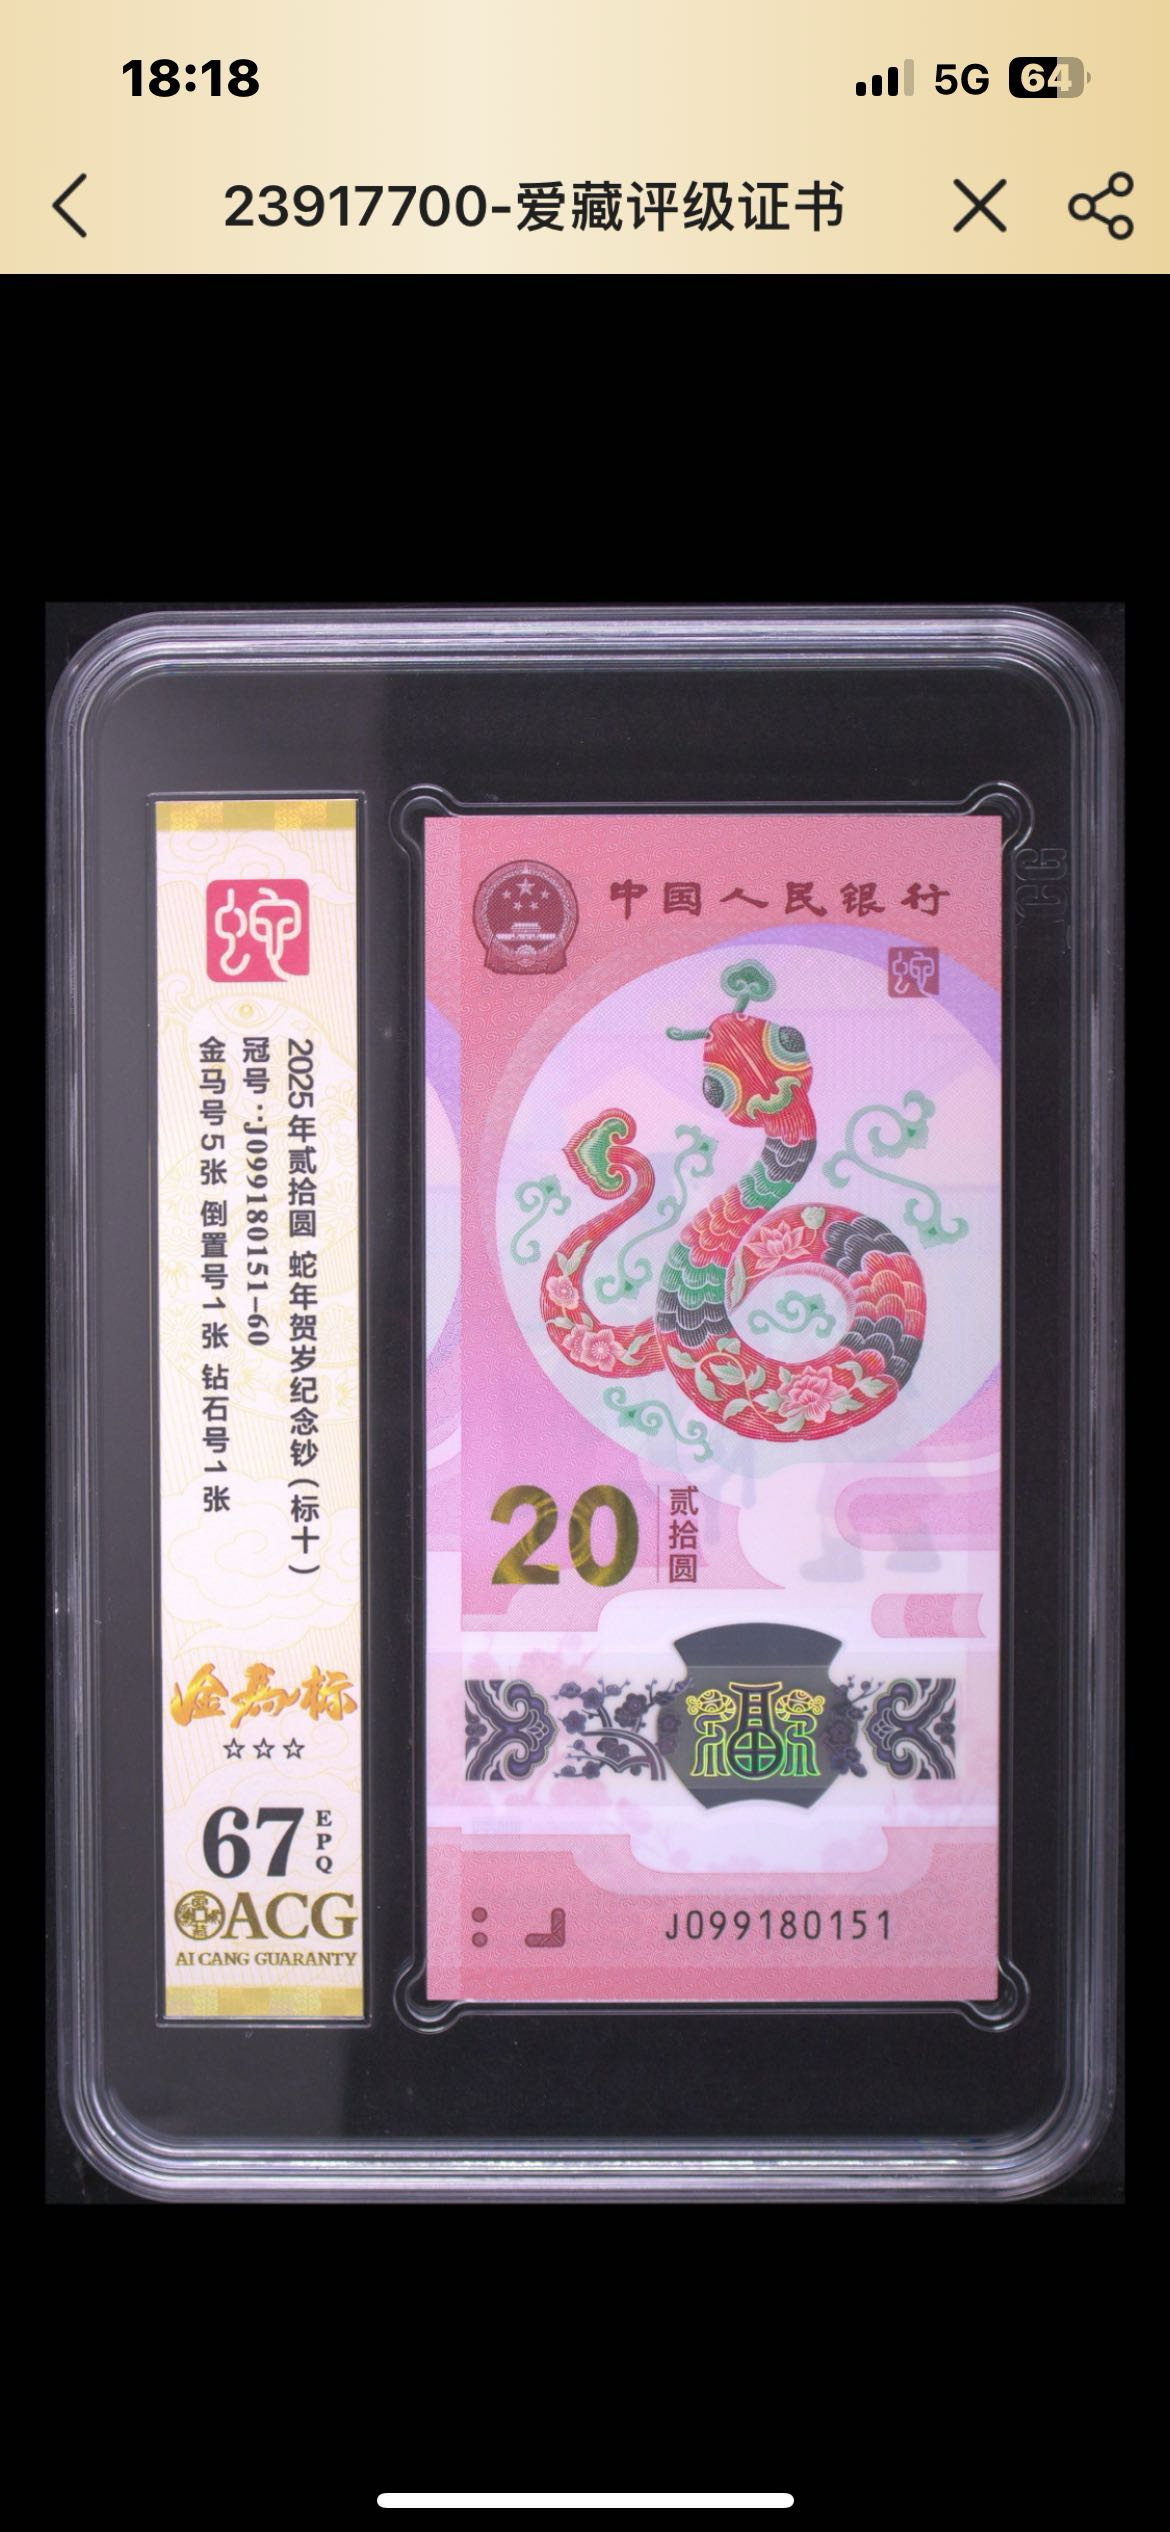 18:18
5G
64
23917700-爱藏评级证书
蛇
2025年贰拾圆 蛇年贺岁纪念钞（标十）
冠号：J099180151-60
金马号5张 倒置号1张 钻石号1张
金马标
☆☆☆
67
EPQ
ACG
AI CANG GUARANTY
中国人民银行
蛇
20
贰拾圆
福
J099180151